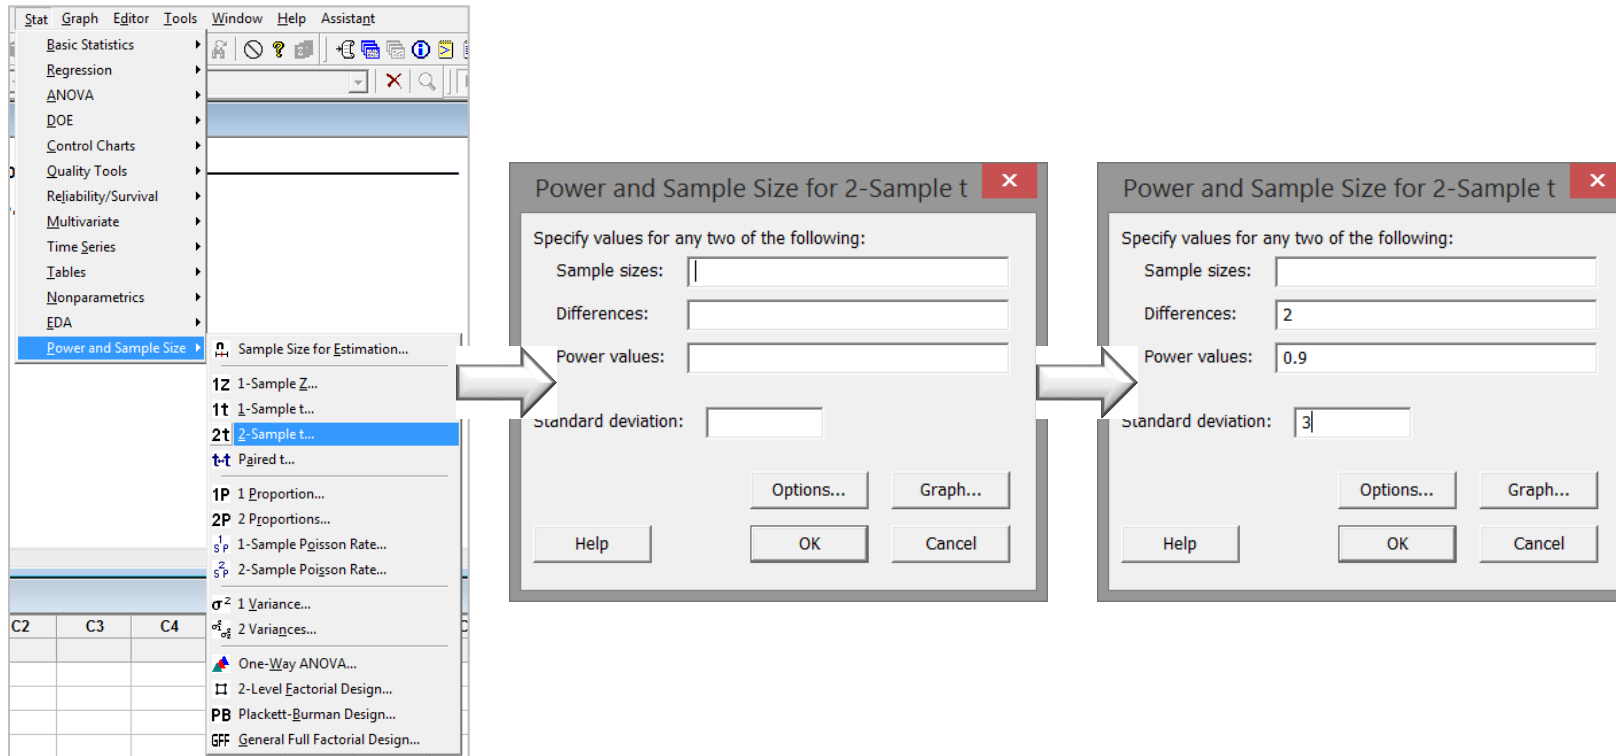 Stat Graph Editor Tools Window Help Assistant
Basic Statistics
Regression
ANOVA
DOE
Control Charts
Quality Tools
Reliability/Survival
Multivariate
Time Series
Tables
Nonparametrics
EDA
Power and Sample Size
Sample Size for Estimation...
1Z 1-Sample Z...
1t 1-Sample t...
2t 2-Sample t...
t-t Paired t...
1P 1 Proportion...
2P 2 Proportions...
1 S P 1-Sample Poisson Rate...
2 S P 2-Sample Poisson Rate...
σ² 1 Variance...
2 Variances...
One-Way ANOVA...
2-Level Factorial Design...
PB Plackett-Burman Design...
GFF General Full Factorial Design...
C2 C3 C4
Power and Sample Size for 2-Sample t
Specify values for any two of the following:
Sample sizes:
Differences:
Power values:
Standard deviation:
Options... Graph...
Help OK Cancel
Power and Sample Size for 2-Sample t
Specify values for any two of the following:
Sample sizes:
Differences: 2
Power values: 0.9
Standard deviation: 3
Options... Graph...
Help OK Cancel